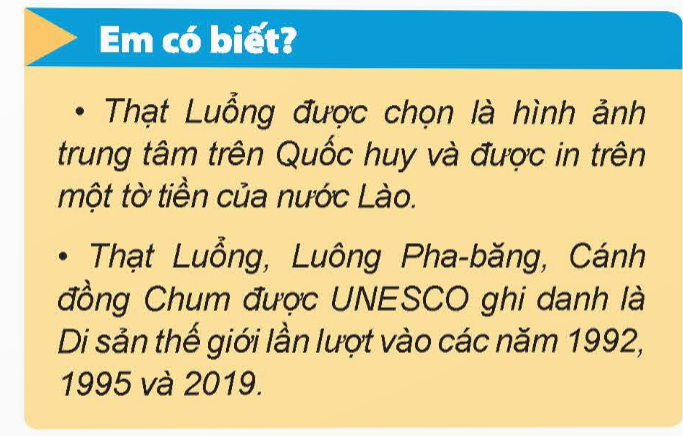 Em có biết?
• Thạt Luổng được chọn là hình ảnh
trung tâm trên Quốc huy và được in trên
một tờ tiền của nước Lào.
• Thạt Luổng, Luông Pha-băng, Cánh
đồng Chum được UNESCO ghi danh là
Di sản thế giới lần lượt vào các năm 1992,
1995 và 2019.